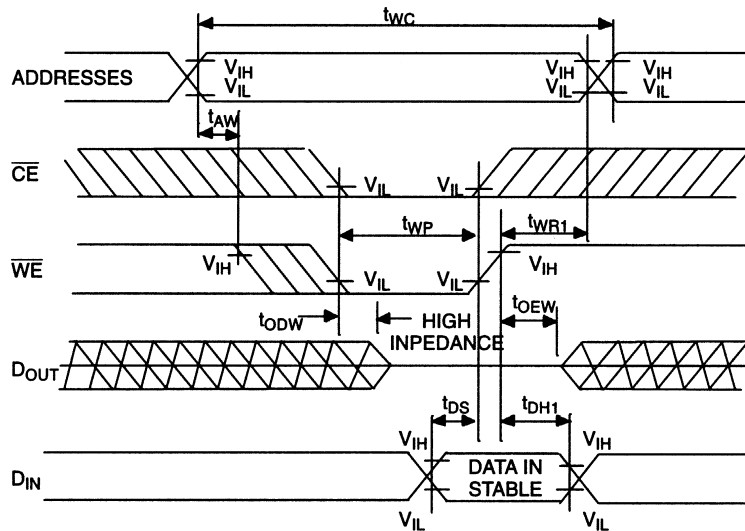 tWC
ADDRESSES
VIH VIH VIH
VIL VIL VIL
tAW
CE
VIL VIL
tWP tWR1
WE
VIH VIH
VIL VIL
tODW HIGH tOEW
INPEDANCE
DOUT
tDS tDH1
VIH VIH
DIN DATA IN
STABLE
VIL VIL